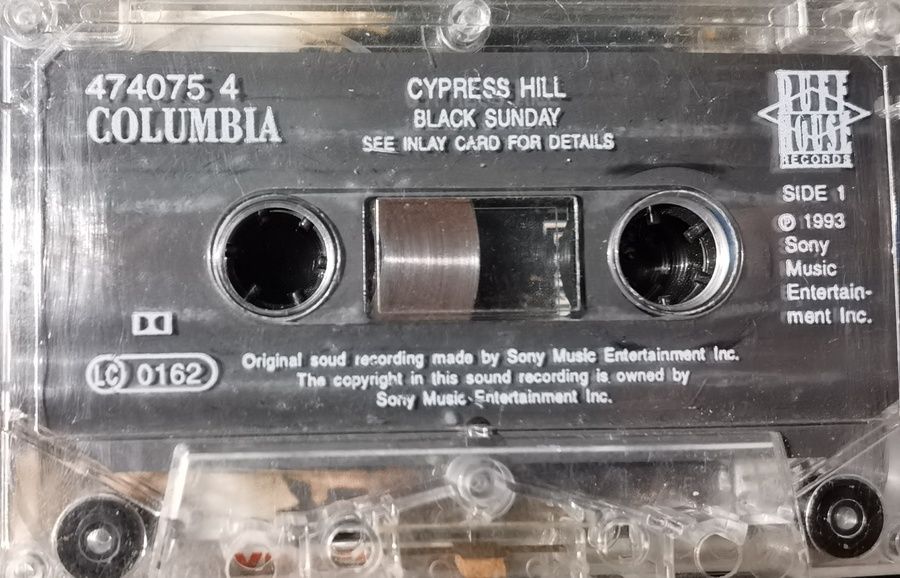 474075 4
COLUMBIA
CYPRESS HILL
BLACK SUNDAY
SEE INLAY CARD FOR DETAILS
RUFF
HOUSE
RECORDS
SIDE 1
℗ 1993
Sony
Music
Entertain-
ment Inc.
LC 0162
Original soud recording made by Sony Music Entertainment Inc.
The copyright in this sound recording is owned by
Sony Music Entertainment Inc.